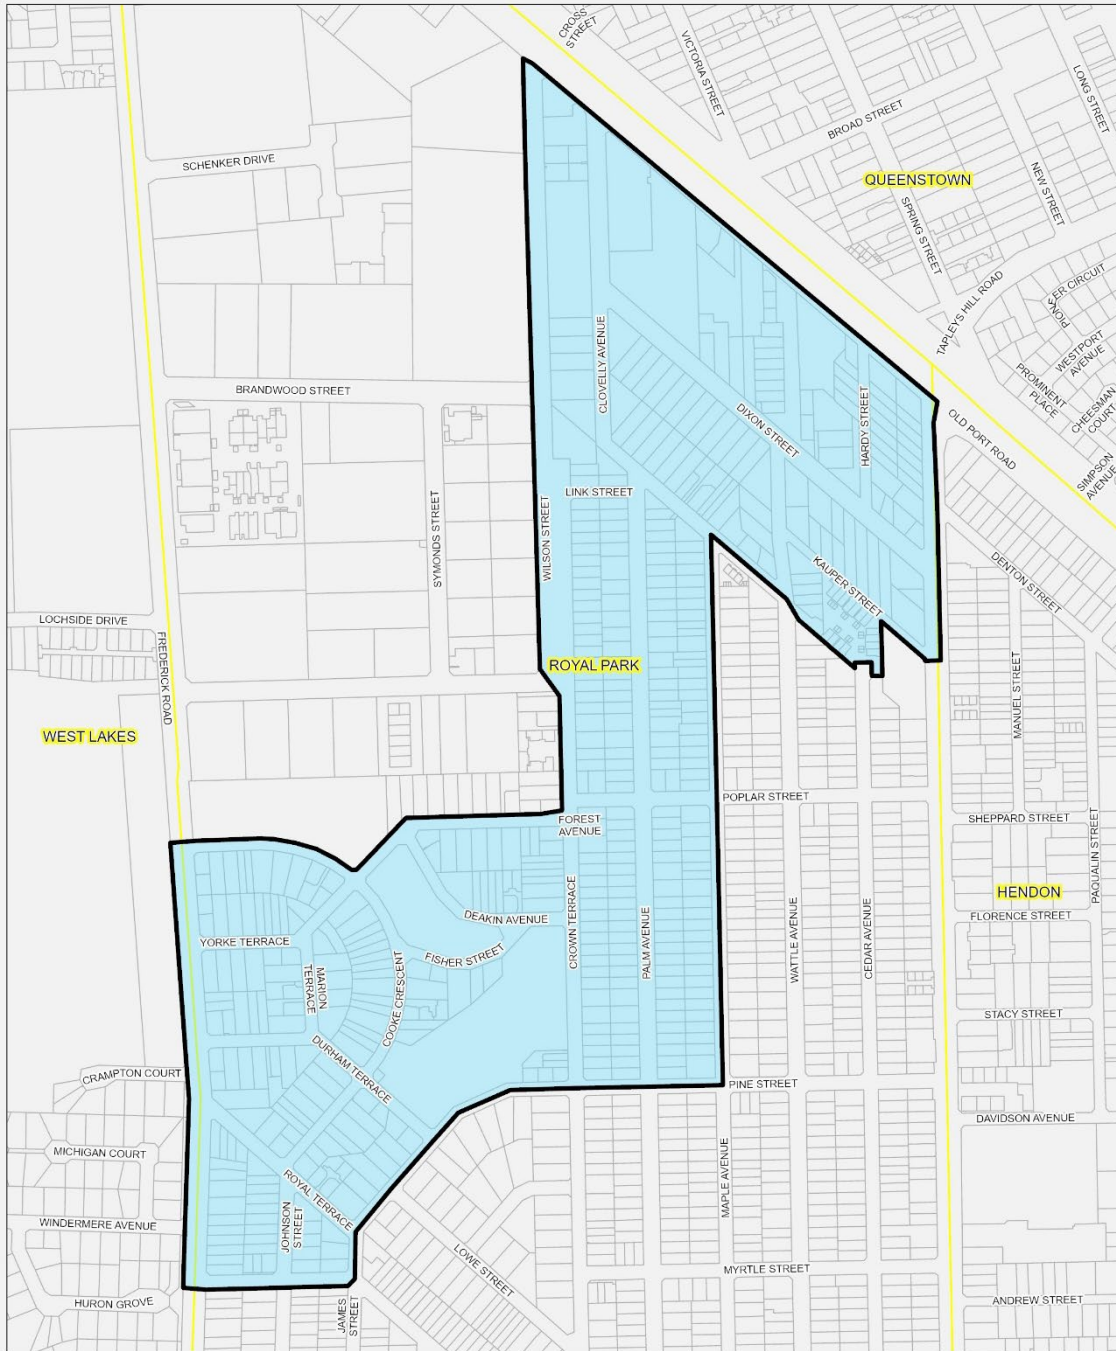 CROSS
STREET
VICTORIA STREET
LONG STREET
BROAD STREET
SCHENKER DRIVE
QUEENSTOWN
NEW STREET
SPRING STREET
TAPLEYS HILL ROAD
PIONEER CIRCUIT
WESTPORT
AVENUE
PROMINENT
PLACE
CHEESMAN
COURT
BRANDWOOD STREET
CLOVELLY AVENUE
DIXON STREET
HARDY STREET
OLD PORT ROAD
SIMPSON
AVENUE
LINK STREET
SYMONDS STREET
WILSON STREET
KAUPER STREET
DENTON STREET
LOCHSIDE DRIVE
FREDERICK ROAD
ROYAL PARK
MANUEL STREET
WEST LAKES
POPLAR STREET
SHEPPARD STREET
FOREST
AVENUE
PAQUALIN STREET
HENDON
DEAKIN AVENUE
FLORENCE STREET
CROWN TERRACE
PALM AVENUE
WATTLE AVENUE
CEDAR AVENUE
YORKE TERRACE
FISHER STREET
MARION
TERRACE
COOKE CRESCENT
STACY STREET
DURHAM TERRACE
CRAMPTON COURT
PINE STREET
DAVIDSON AVENUE
MICHIGAN COURT
MAPLE AVENUE
ROYAL TERRACE
WINDERMERE AVENUE
JOHNSON
STREET
LOWE STREET
MYRTLE STREET
HURON GROVE
JAMES
STREET
ANDREW STREET